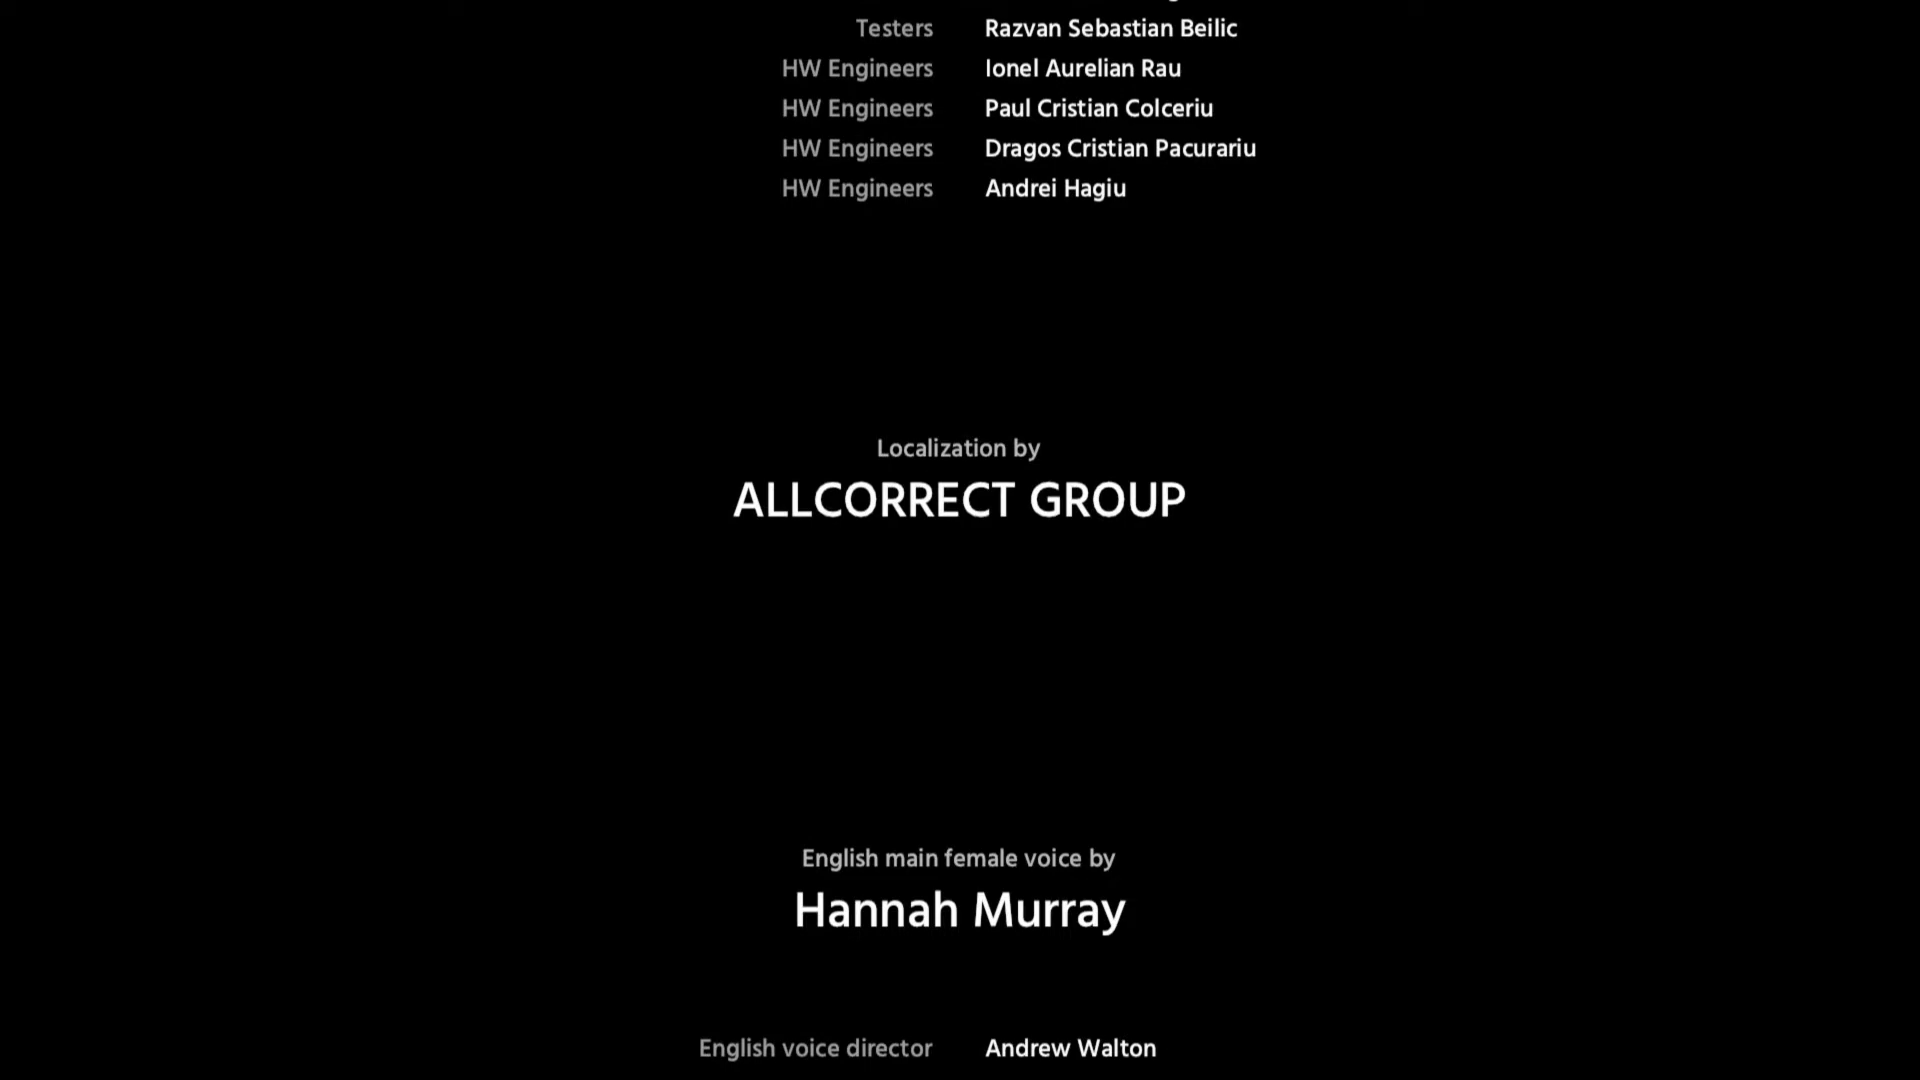 Testers Razvan Sebastian Beilic
HW Engineers Ionel Aurelian Rau
HW Engineers Paul Cristian Colceriu
HW Engineers Dragos Cristian Pacurariu
HW Engineers Andrei Hagiu
Localization by
ALLCORRECT GROUP
English main female voice by
Hannah Murray
English voice director Andrew Walton